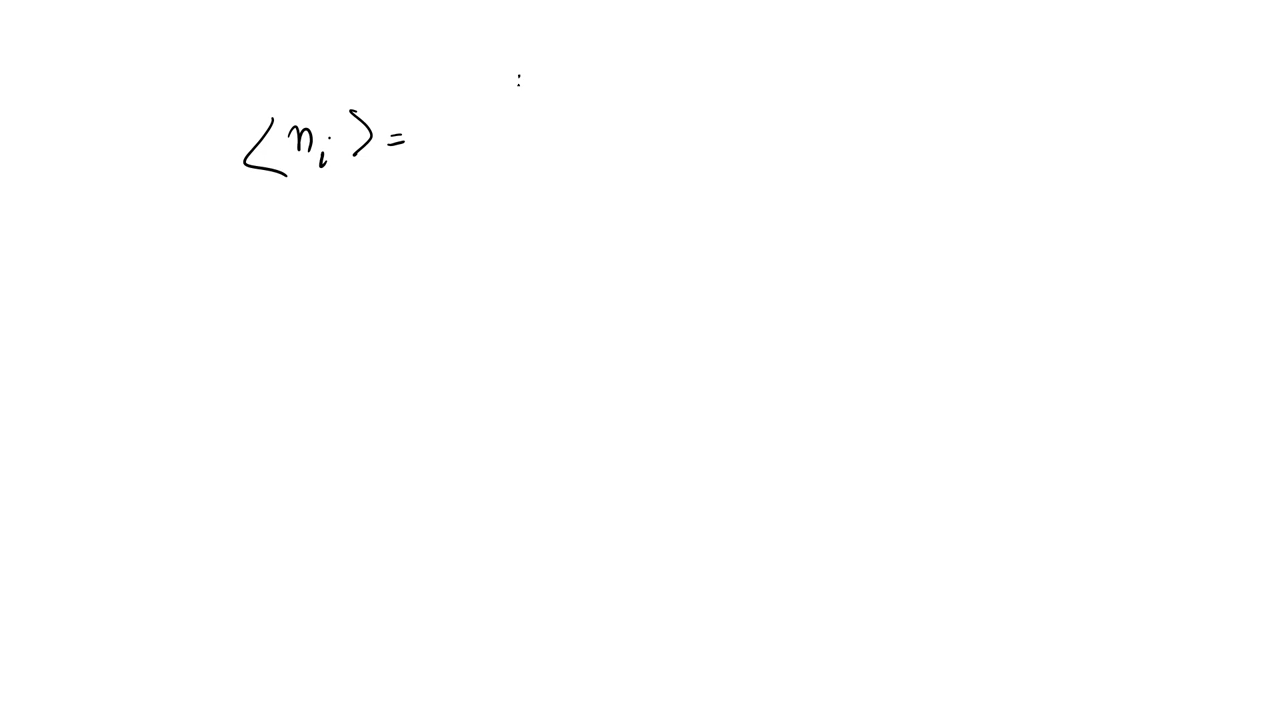 ⟨n_i⟩ =